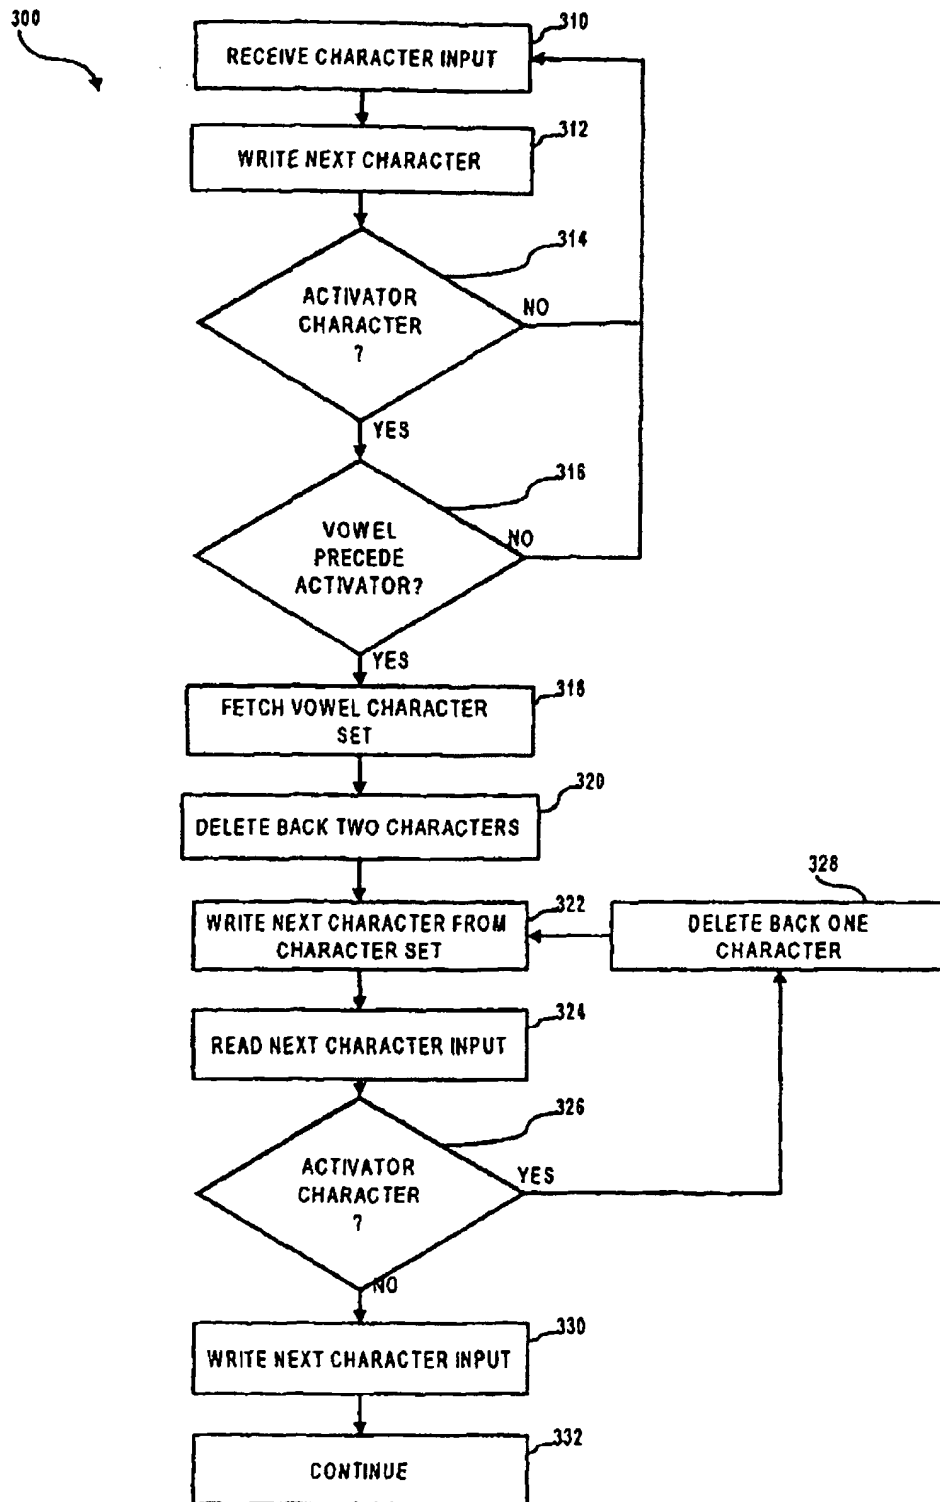 300
310
RECEIVE CHARACTER INPUT
312
WRITE NEXT CHARACTER
314
ACTIVATOR
CHARACTER
?
NO
YES
316
VOWEL
PRECEDE
ACTIVATOR?
NO
YES
318
FETCH VOWEL CHARACTER
SET
320
DELETE BACK TWO CHARACTERS
322
WRITE NEXT CHARACTER FROM
CHARACTER SET
328
DELETE BACK ONE
CHARACTER
324
READ NEXT CHARACTER INPUT
326
ACTIVATOR
CHARACTER
?
YES
NO
330
WRITE NEXT CHARACTER INPUT
332
CONTINUE